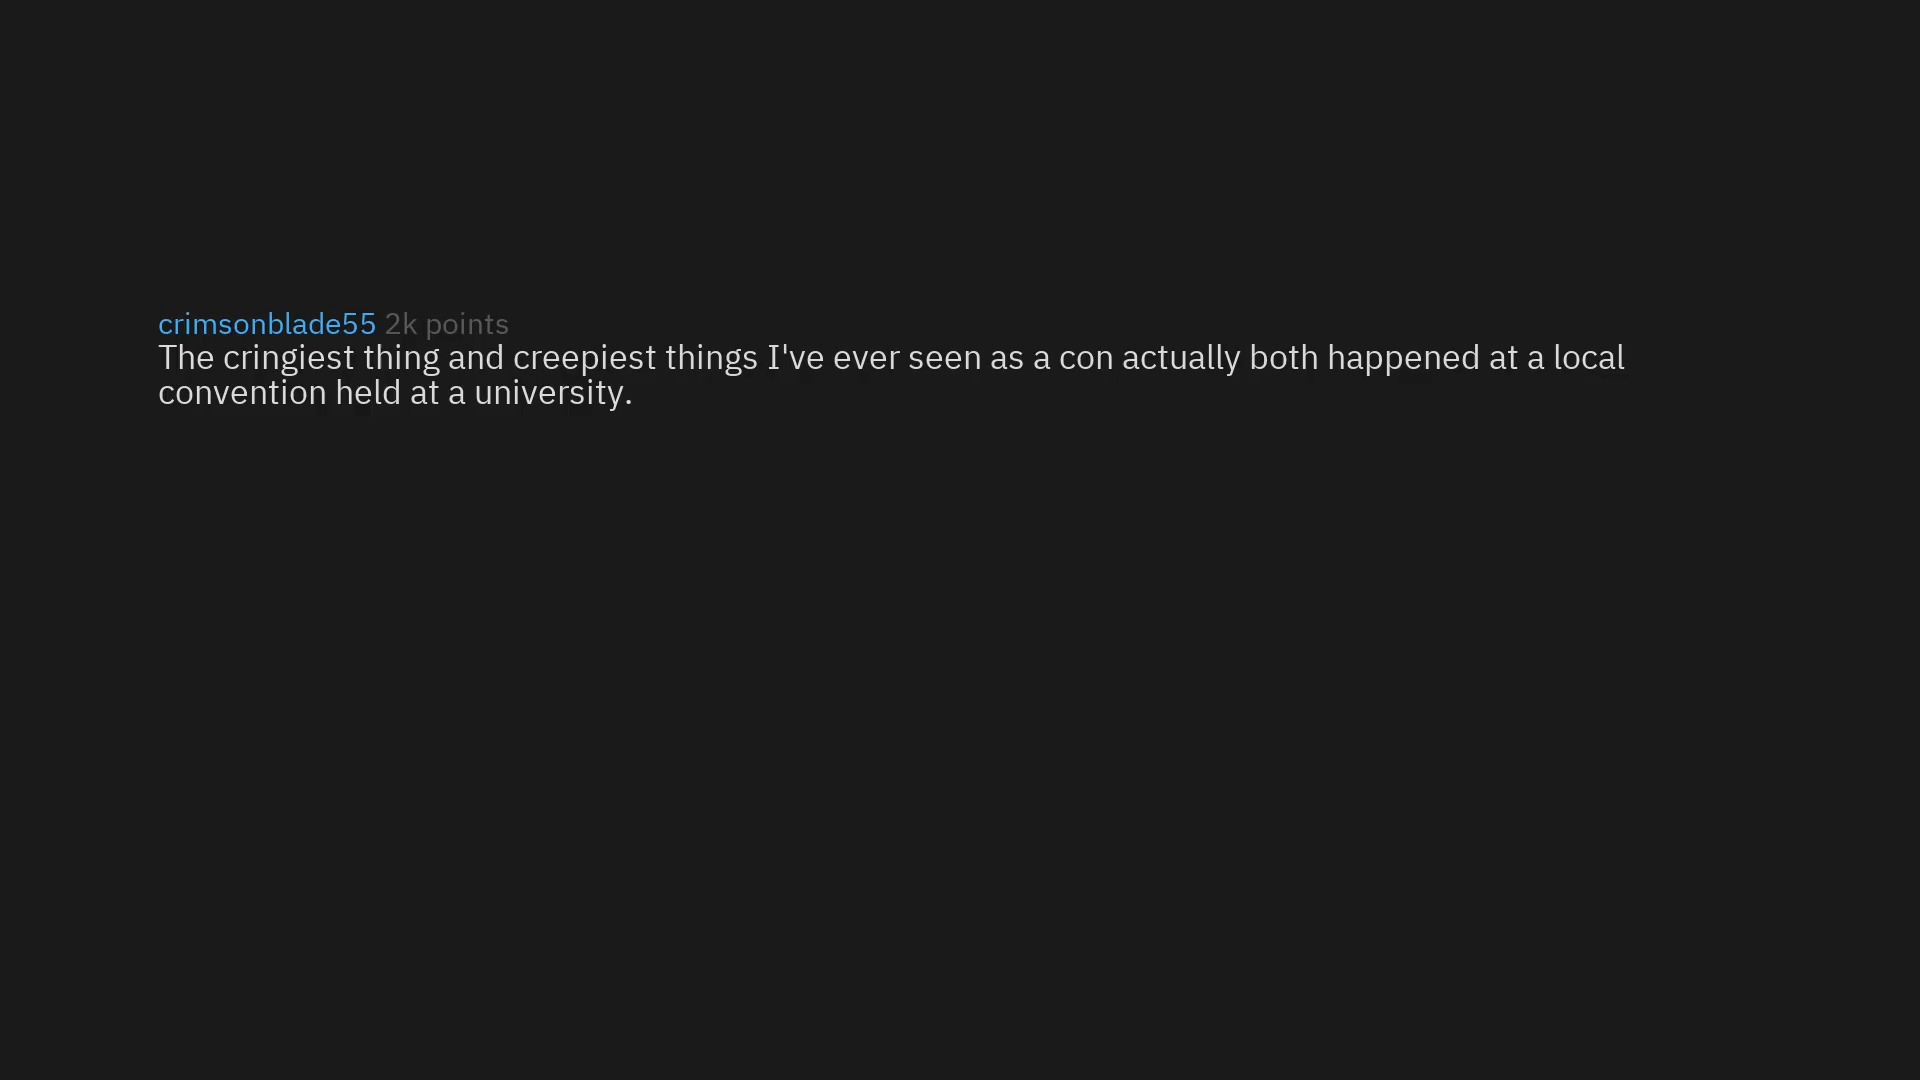 crimsonblade55 2k points
The cringiest thing and creepiest things I've ever seen as a con actually both happened at a local
convention held at a university.